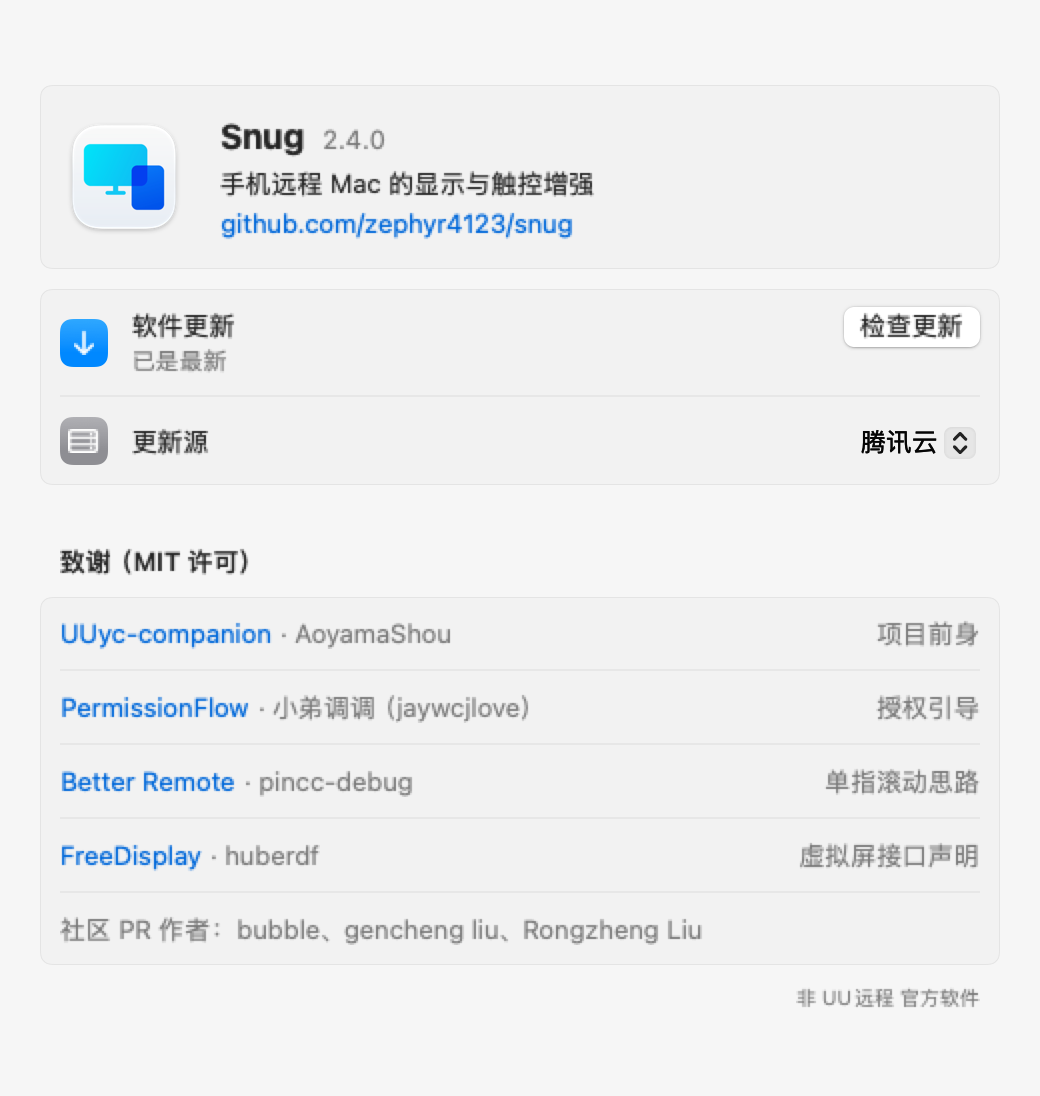 Snug 2.4.0
手机远程 Mac 的显示与触控增强
github.com/zephyr4123/snug
软件更新
检查更新
已是最新
更新源
腾讯云
致谢（MIT 许可）
UUyc-companion · AoyamaShou 项目前身
PermissionFlow · 小弟调调（jaywcjlove） 授权引导
Better Remote · pincc-debug 单指滚动思路
FreeDisplay · huberdf 虚拟屏接口声明
社区 PR 作者：bubble、gencheng liu、Rongzheng Liu
非 UU远程 官方软件